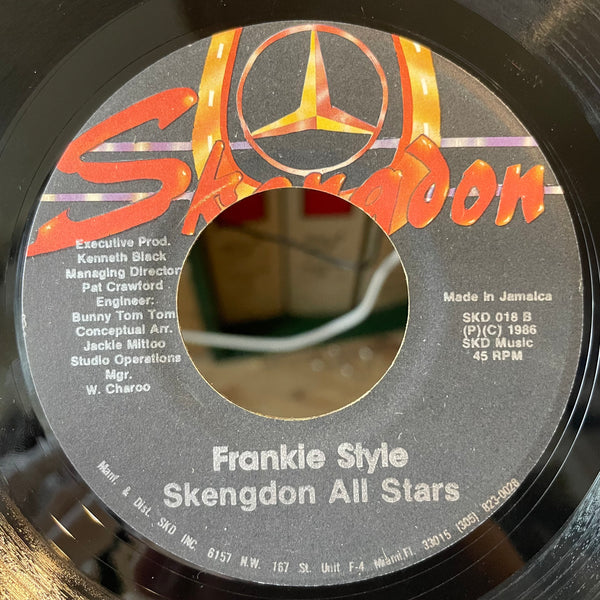 Skengdon
Executive Prod.
Kenneth Black
Managing Director
Pat Crawford
Engineer:
Bunny Tom Tom
Conceptual Arr.
Jackie Mittoo
Studio Operations
Mgr.
W. Charoo
Made in Jamaica
SKD 018 B
(P)(C) 1986
SKD Music
45 RPM
Frankie Slyle
Skengdon All Stars
Manf. & Dist. SKD INC. 6157 N.W. 167 St. Unit F-4 Miami,Fl. 33015 (305) 823-0028